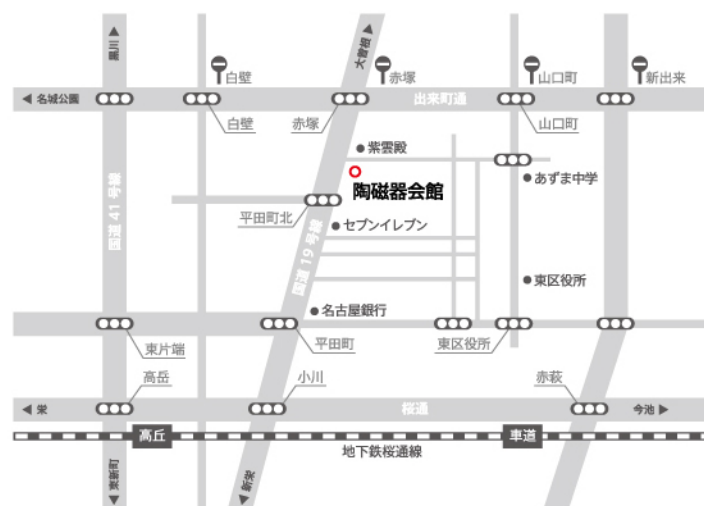 黒川
大曽根
白壁
赤塚
山口町
新出来
名城公園
出来町通
白壁
赤塚
山口町
紫雲殿
あずま中学
陶磁器会館
平田町北
セブンイレブン
国道41号線
国道19号線
東区役所
名古屋銀行
東片端
平田町
東区役所
高岳
小川
赤萩
栄
桜通
今池
高丘
車道
地下鉄桜通線
東新町
新栄